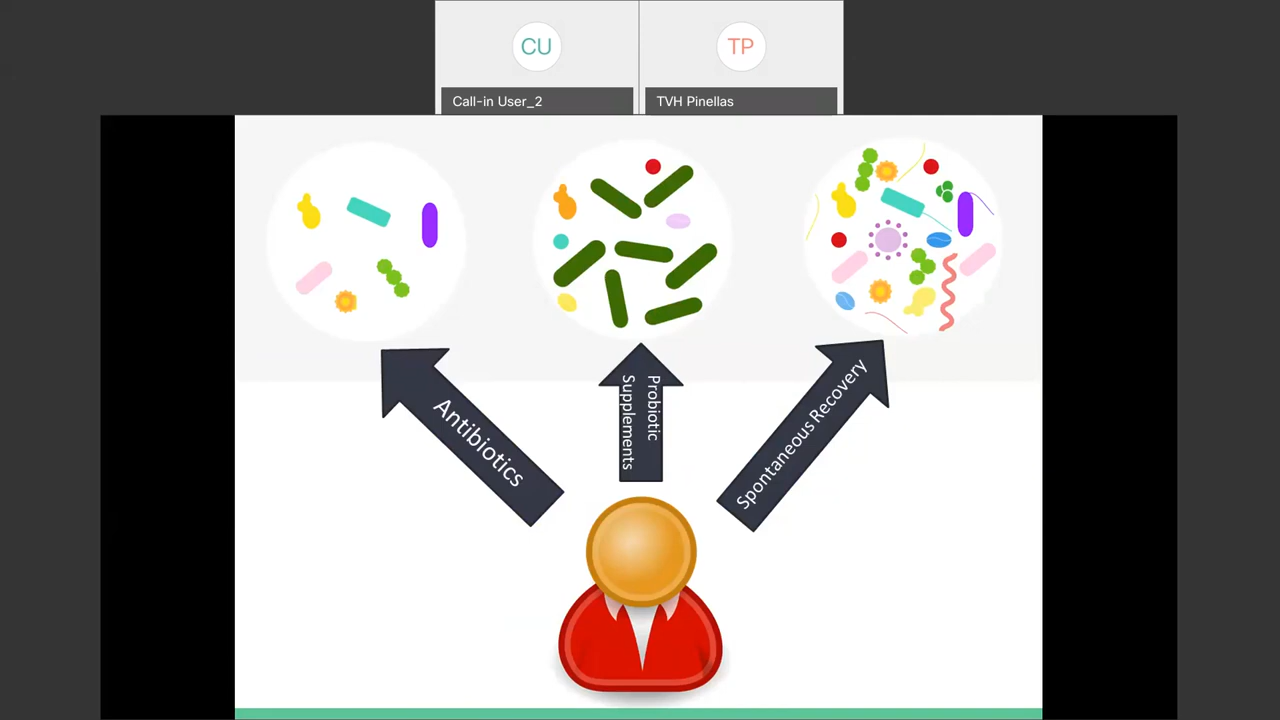 CU
TP
Call-in User_2
TVH Pinellas
Antibiotics
Probiotic
Supplements
Spontaneous Recovery